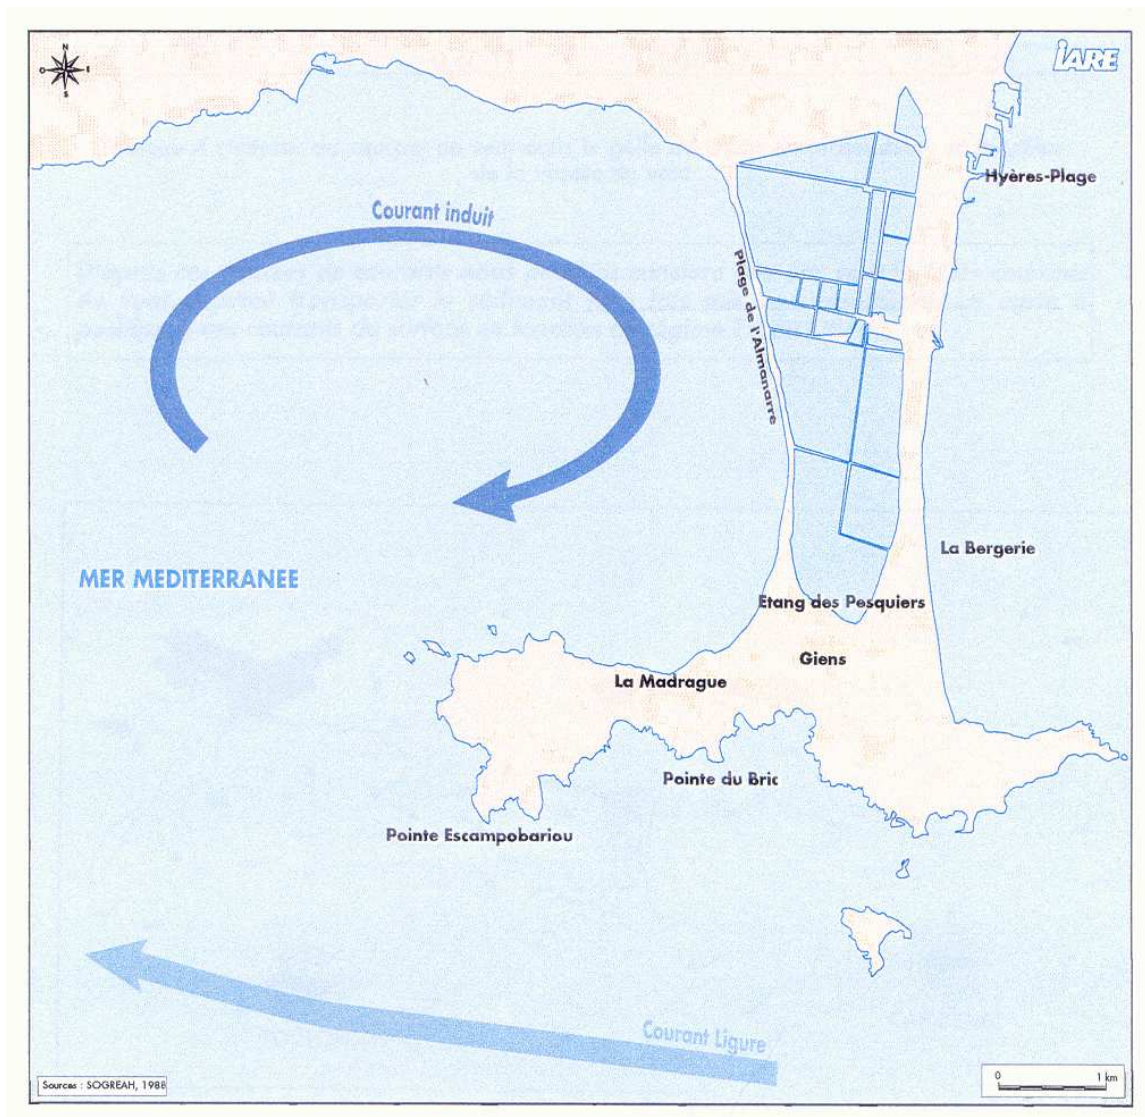 N
O
E
S
IARE
Hyères-Plage
Courant induit
Plage de l'Almanarre
La Bergerie
MER MEDITERRANEE
Etang des Pesquiers
Giens
La Madrague
Pointe du Bric
Pointe Escampobariou
Courant Ligure
Sources : SOGREAH, 1988
0
1 km